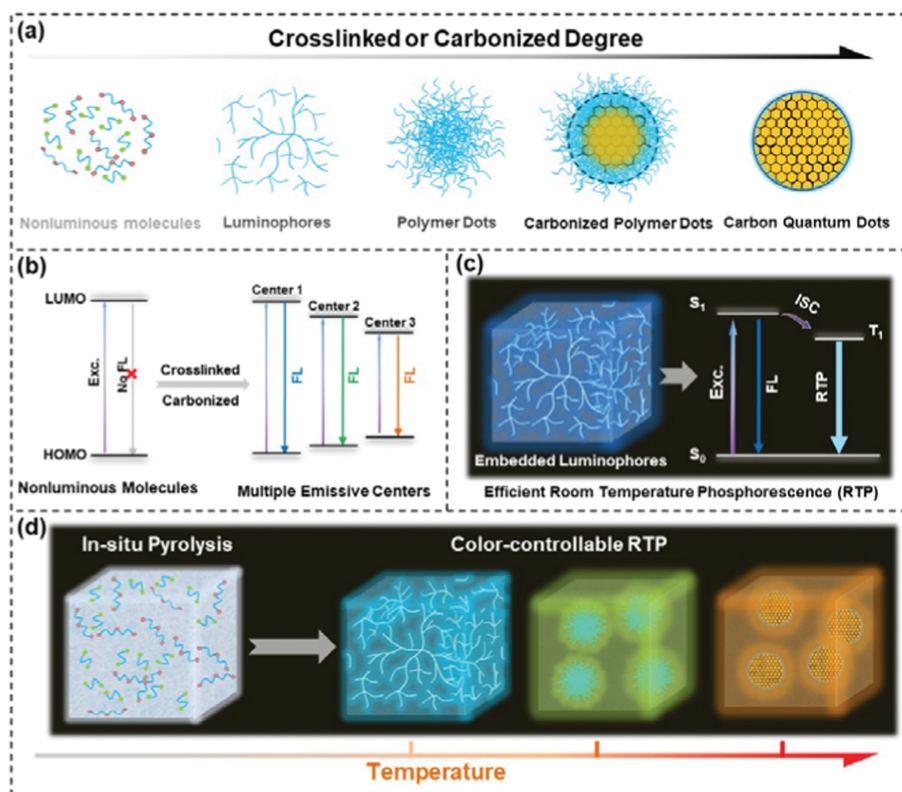 (a)
Crosslinked or Carbonized Degree
Nonluminous molecules
Luminophores
Polymer Dots
Carbonized Polymer Dots
Carbon Quantum Dots
(b)
LUMO
Exc.
No FL
HOMO
Nonluminous Molecules
Crosslinked
Carbonized
Center 1
Center 2
Center 3
FL
FL
FL
Multiple Emissive Centers
(c)
Embedded Luminophores
S1
ISC
T1
Exc.
FL
RTP
S0
Efficient Room Temperature Phosphorescence (RTP)
(d)
In-situ Pyrolysis
Color-controllable RTP
Temperature